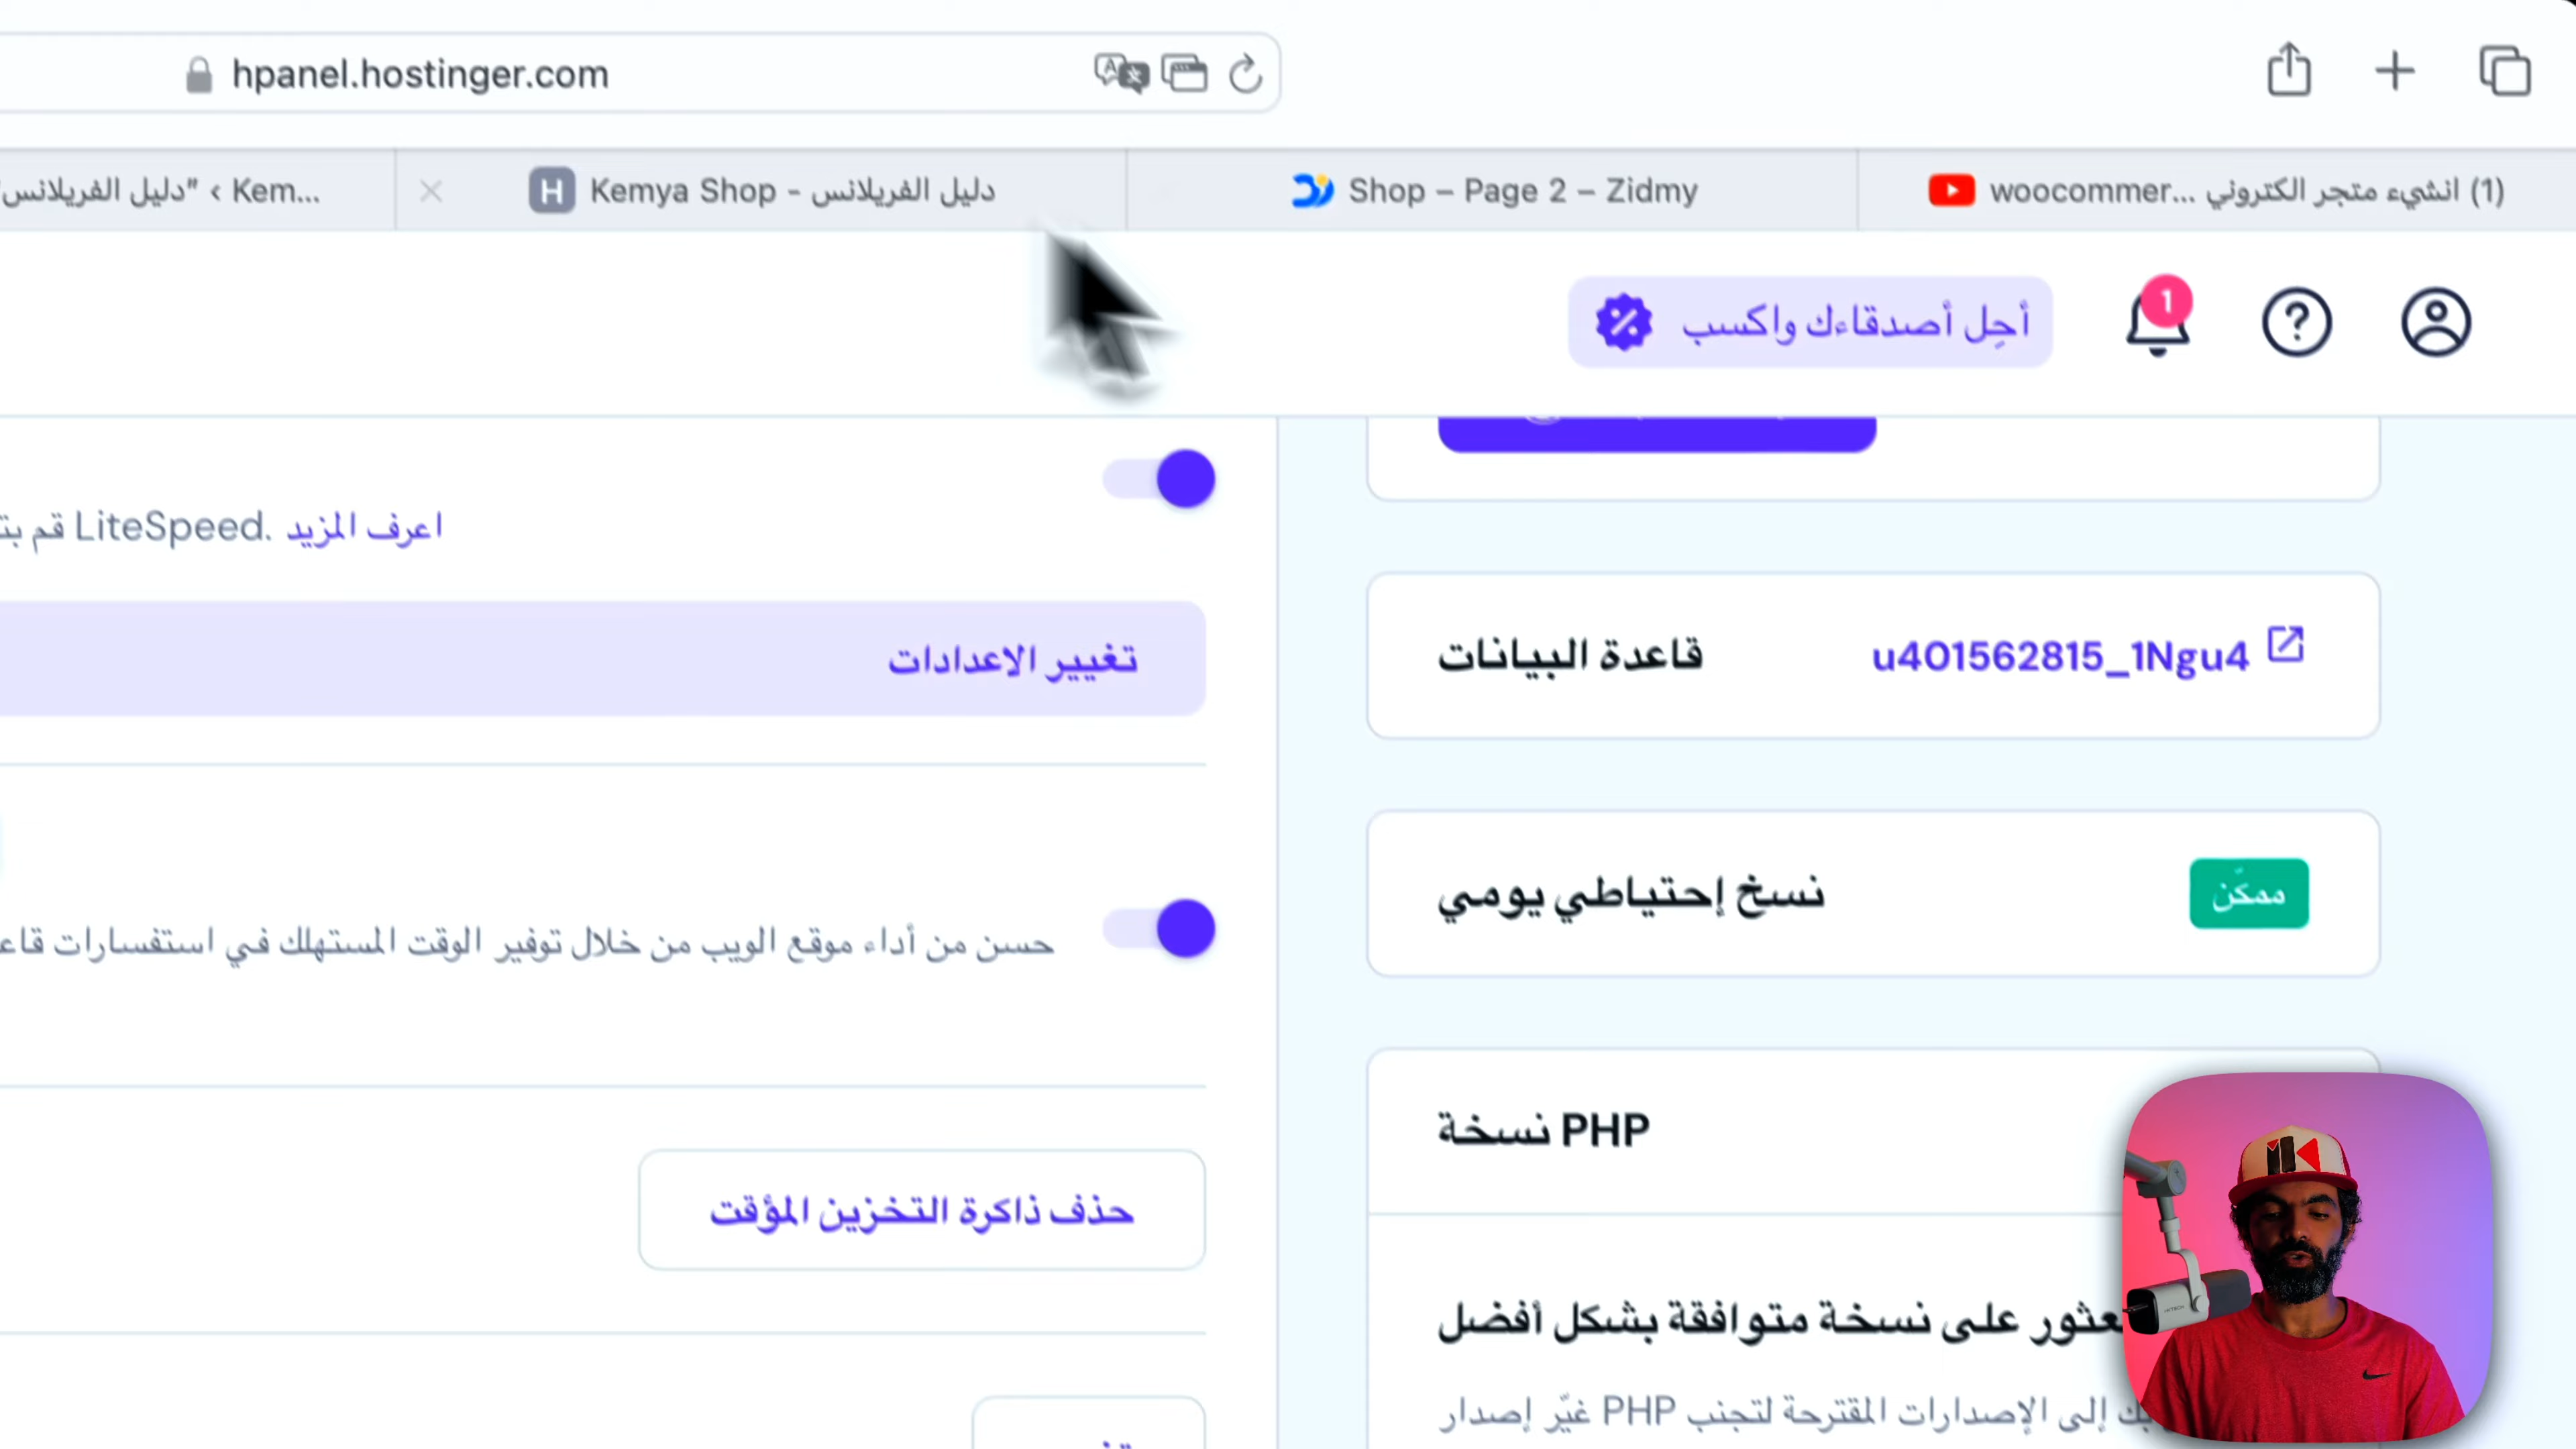 hpanel.hostinger.com
"دليل الفريلانس" ‹ Kem...
Kemya Shop - دليل الفريلانس
Shop – Page 2 – Zidmy
(1) انشيء متجر الكتروني woocommer...
أحِل أصدقاءك واكسب
1
LiteSpeed. اعرف المزيد
تغيير الاعدادات
قاعدة البيانات
u401562815_1Ngu4
نسخ إحتياطي يومي
ممكّن
حسن من أداء موقع الويب من خلال توفير الوقت المستهلك في استفسارات
PHP نسخة
حذف ذاكرة التخزين المؤقت
على نسخة متوافقة بشكل أفضل
إلى الإصدارات المقترحة لتجنب PHP غيّر إصدار